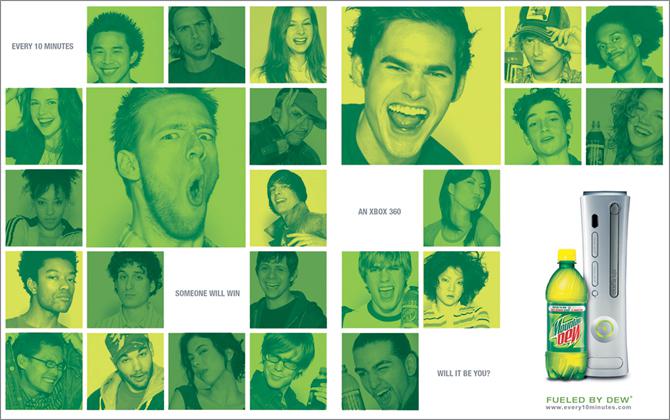 EVERY 10 MINUTES
SOMEONE WILL WIN
AN XBOX 360
WILL IT BE YOU?
Mountain
DEW
FUELED BY DEW®
www.every10minutes.com